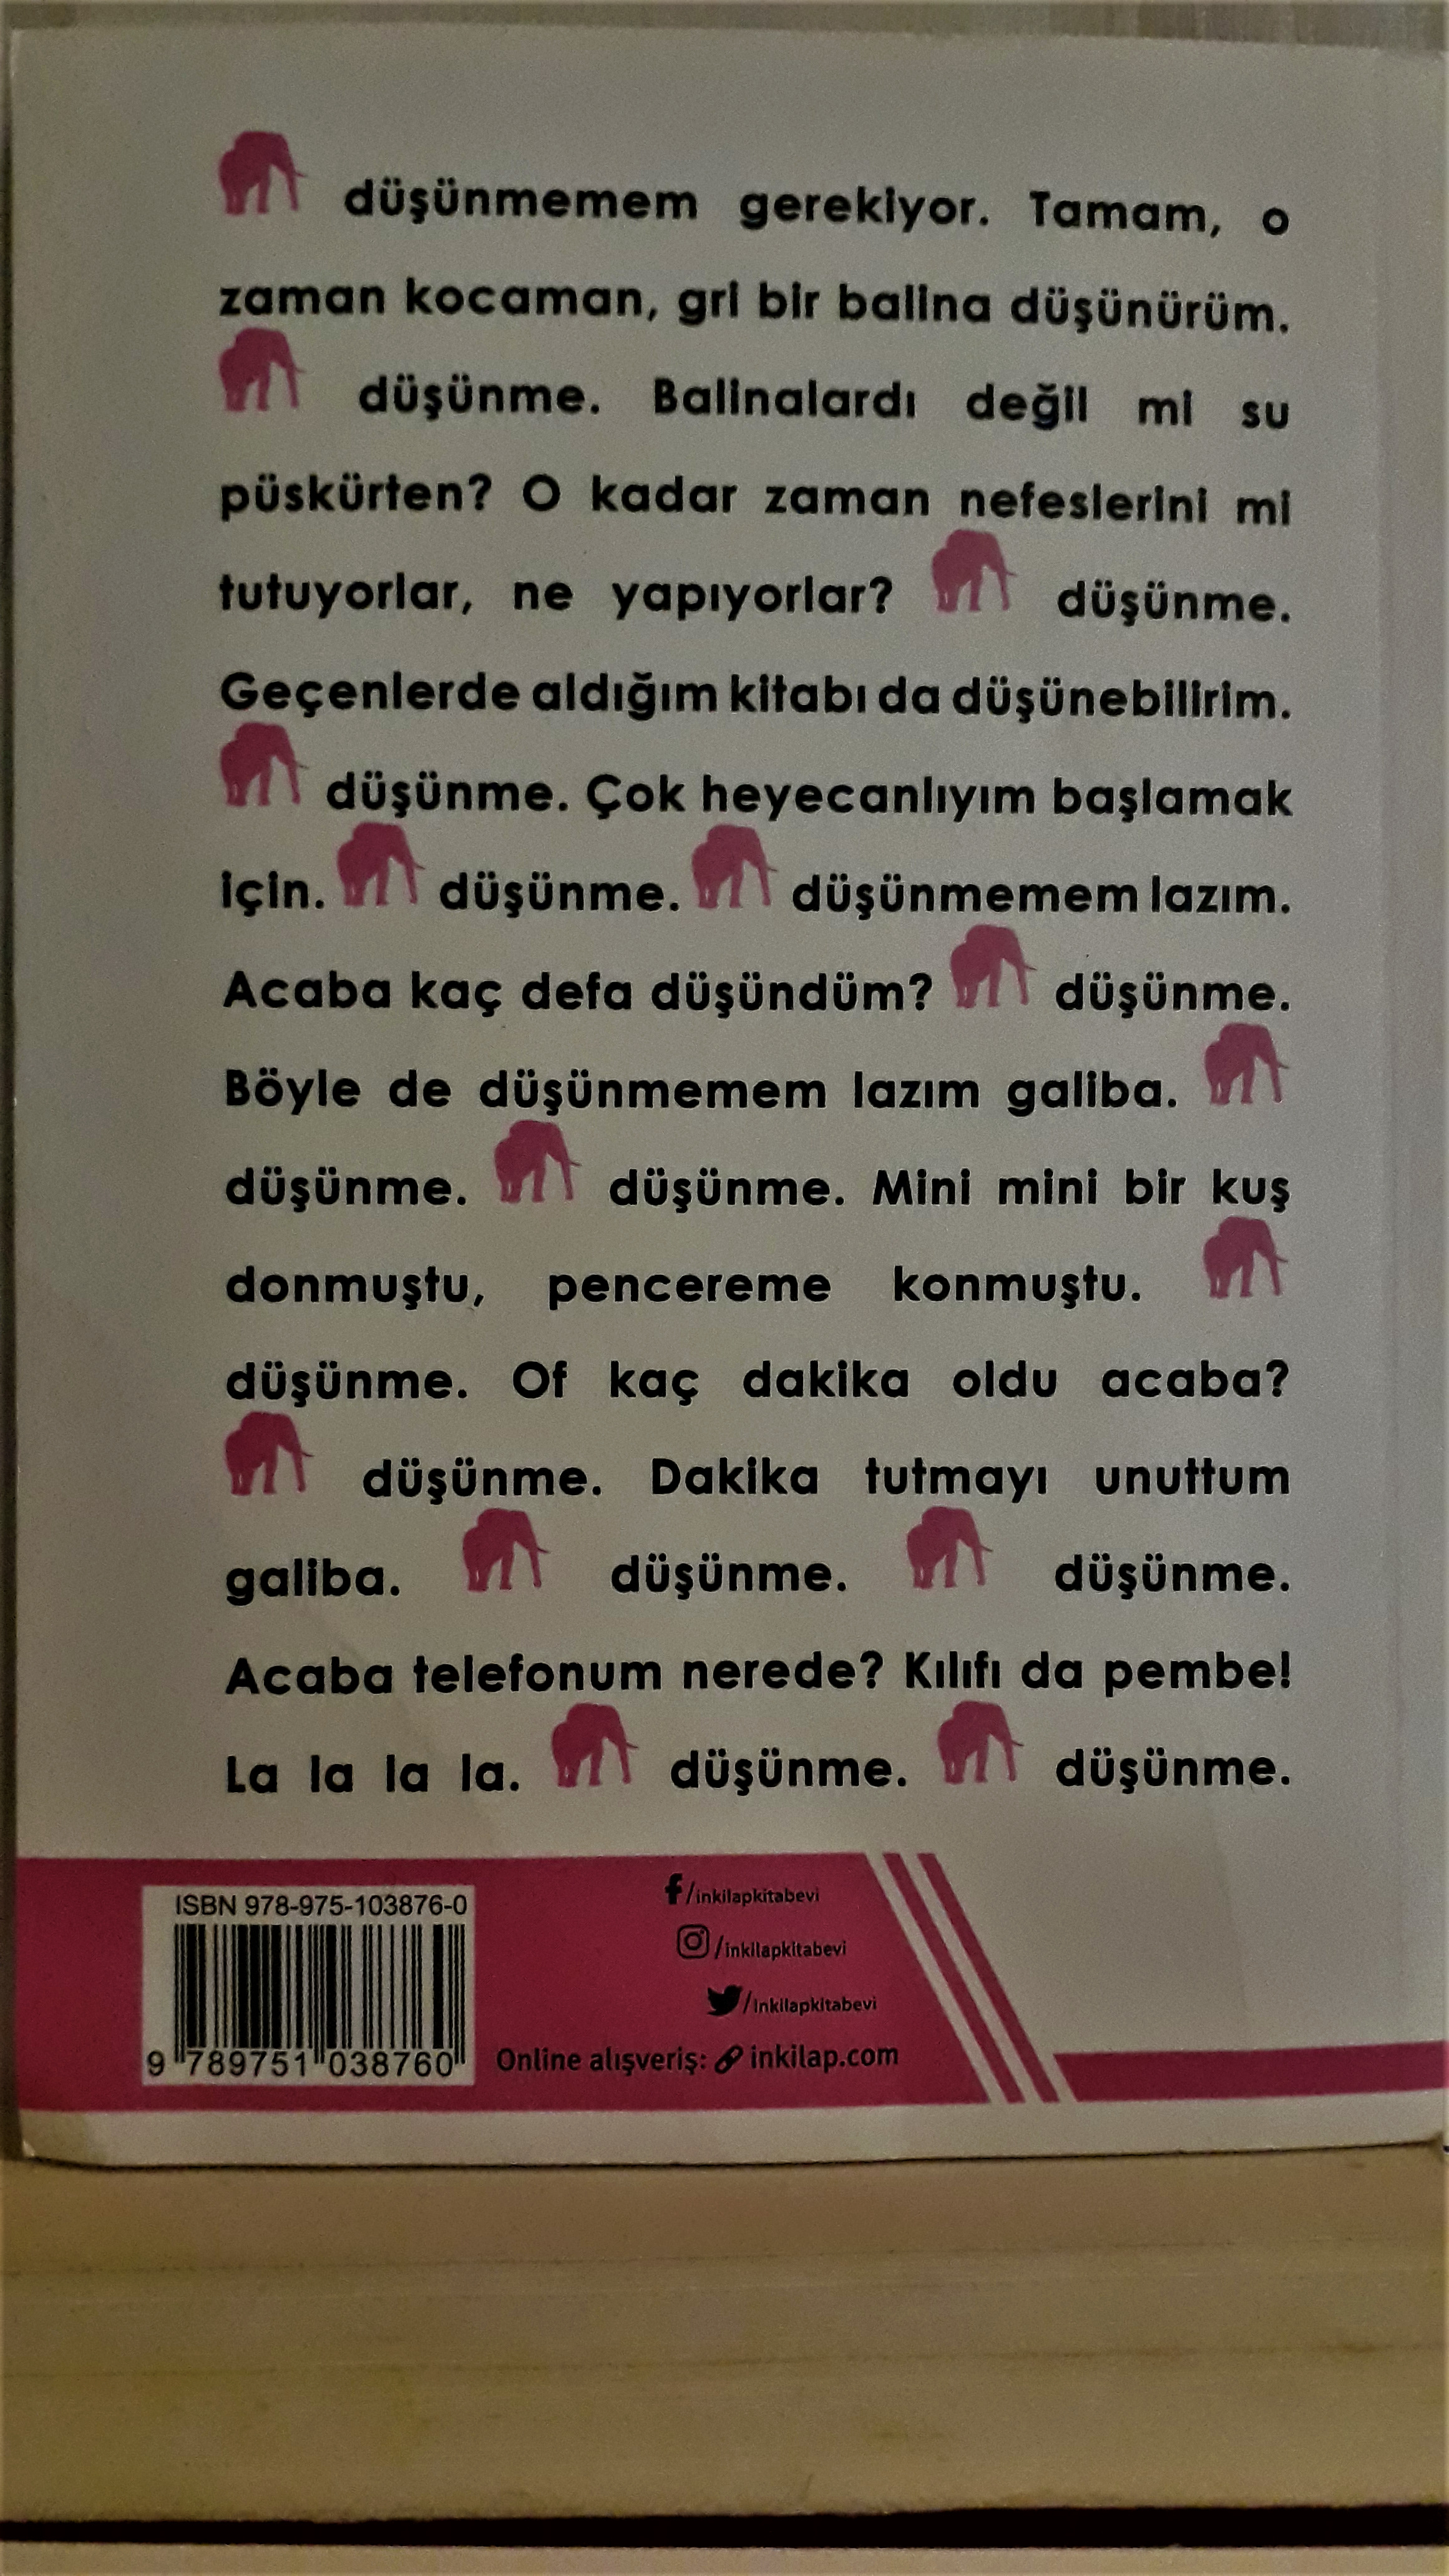 düşünmemem gerekiyor. Tamam, o
zaman kocaman, gri bir balina düşünürüm.
düşünme. Balinalardı değil mi su
püskürten? O kadar zaman nefeslerini mi
tutuyorlar, ne yapıyorlar? düşünme.
Geçenlerde aldığım kitabı da düşünebilirim.
düşünme. Çok heyecanlıyım başlamak
için. düşünme. düşünmemem lazım.
Acaba kaç defa düşündüm? düşünme.
Böyle de düşünmemem lazım galiba.
düşünme. düşünme. Mini mini bir kuş
donmuştu, pencereme konmuştu.
düşünme. Of kaç dakika oldu acaba?
düşünme. Dakika tutmayı unuttum
galiba. düşünme. düşünme.
Acaba telefonum nerede? Kılıfı da pembe!
La la la la. düşünme. düşünme.
ISBN 978-975-103876-0
9 789751 038760
/inkilapkitabevi
/inkilapkitabevi
/inkilapkitabevi
Online alışveriş: inkilap.com